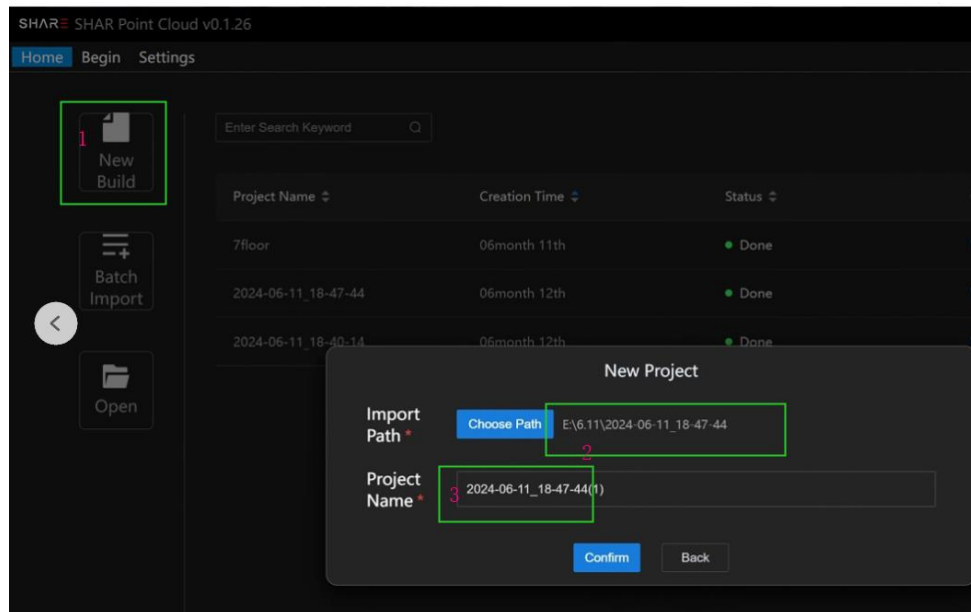 SHARE SHAR Point Cloud v0.1.26
Home Begin Settings
1
New
Build
Enter Search Keyword
Project Name Creation Time Status
7floor 06month 11th Done
Batch
Import
2024-06-11_18-47-44 06month 12th Done
2024-06-11_18-40-14 06month 12th Done
Open
New Project
Import
Path * Choose Path E:\6.11\2024-06-11_18-47-44
2
Project
Name * 3 2024-06-11_18-47-44(1)
Confirm Back